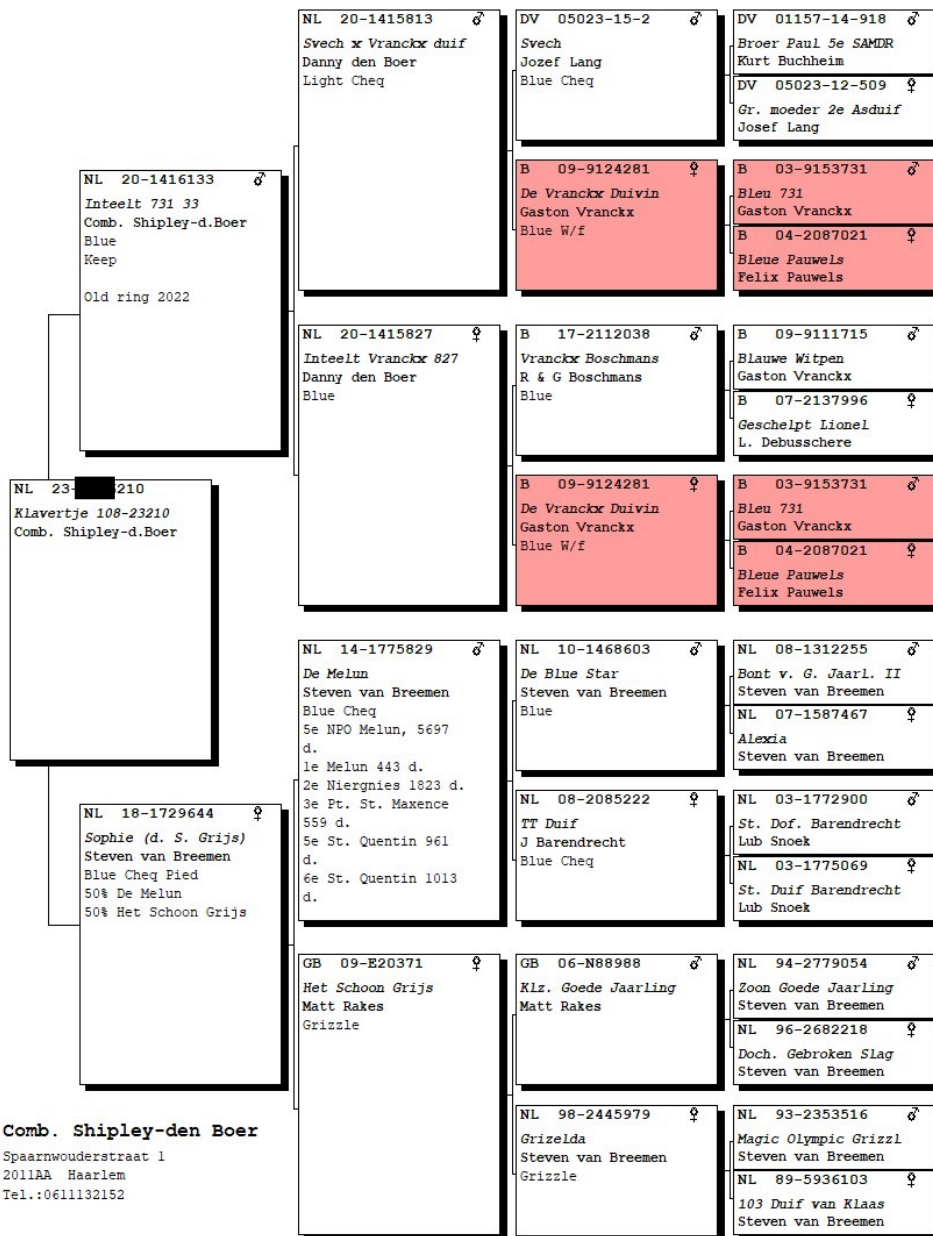 NL 23- 210
Klavertje 108-23210
Comb. Shipley-d.Boer
NL 20-1416133 ♂
Inteelt 731 33
Comb. Shipley-d.Boer
Blue
Keep
Old ring 2022
NL 18-1729644 ♀
Sophie (d. S. Grijs)
Steven van Breemen
Blue Cheq Pied
50% De Melun
50% Het Schoon Grijs
NL 20-1415813 ♂
Svech x Vranckx duif
Danny den Boer
Light Cheq
NL 20-1415827 ♀
Inteelt Vranckx 827
Danny den Boer
Blue
NL 14-1775829 ♂
De Melun
Steven van Breemen
Blue Cheq
5e NPO Melun, 5697
d.
1e Melun 443 d.
2e Niergnies 1823 d.
3e Pt. St. Maxence
559 d.
5e St. Quentin 961
d.
6e St. Quentin 1013
d.
GB 09-E20371 ♀
Het Schoon Grijs
Matt Rakes
Grizzle
DV 05023-15-2 ♂
Svech
Jozef Lang
Blue Cheq
B 09-9124281 ♀
De Vranckx Duivin
Gaston Vranckx
Blue W/f
B 17-2112038 ♂
Vranckx Boschmans
R & G Boschmans
Blue
B 09-9124281 ♀
De Vranckx Duivin
Gaston Vranckx
Blue W/f
NL 10-1468603 ♂
De Blue Star
Steven van Breemen
Blue
NL 08-2085222 ♀
TT Duif
J Barendrecht
Blue Cheq
GB 06-N88988 ♂
Klz. Goede Jaarling
Matt Rakes
NL 98-2445979 ♀
Grizelda
Steven van Breemen
Grizzle
DV 01157-14-918 ♂
Broer Paul 5e SAMDR
Kurt Buchheim
DV 05023-12-509 ♀
Gr. moeder 2e Asduif
Josef Lang
B 03-9153731 ♂
Bleu 731
Gaston Vranckx
B 04-2087021 ♀
Bleue Pauwels
Felix Pauwels
B 09-9111715 ♂
Blauwe Witpen
Gaston Vranckx
B 07-2137996 ♀
Geschelpt Lionel
L. Debusschere
B 03-9153731 ♂
Bleu 731
Gaston Vranckx
B 04-2087021 ♀
Bleue Pauwels
Felix Pauwels
NL 08-1312255 ♂
Bont v. G. Jaarl. II
Steven van Breemen
NL 07-1587467 ♀
Alexia
Steven van Breemen
NL 03-1772900 ♂
St. Dof. Barendrecht
Lub Snoek
NL 03-1775069 ♀
St. Duif Barendrecht
Lub Snoek
NL 94-2779054 ♂
Zoon Goede Jaarling
Steven van Breemen
NL 96-2682218 ♀
Doch. Gebroken Slag
Steven van Breemen
NL 93-2353516 ♂
Magic Olympic Grizzl
Steven van Breemen
NL 89-5936103 ♀
103 Duif van Klaas
Steven van Breemen
Comb. Shipley-den Boer
Spaarnwouderstraat 1
2011AA Haarlem
Tel.:0611132152